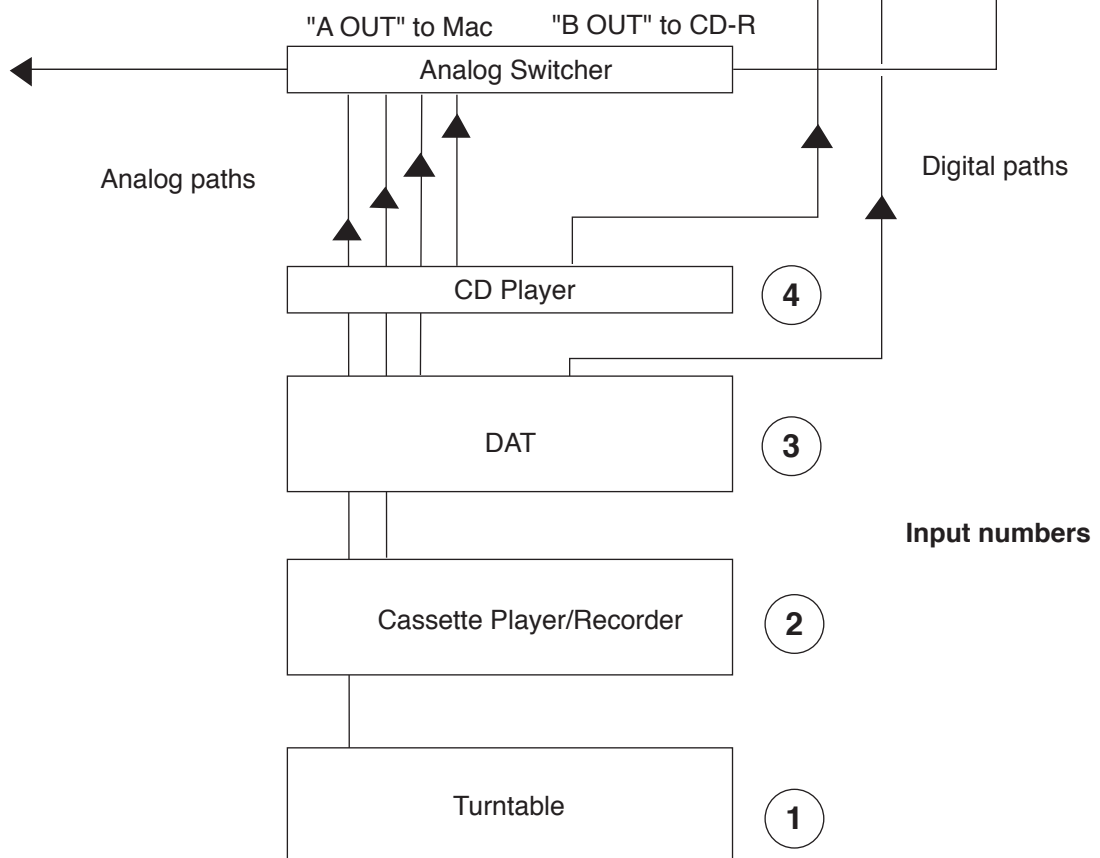 "A OUT" to Mac
"B OUT" to CD-R
Analog Switcher
Analog paths
Digital paths
CD Player
4
DAT
3
Input numbers
Cassette Player/Recorder
2
Turntable
1